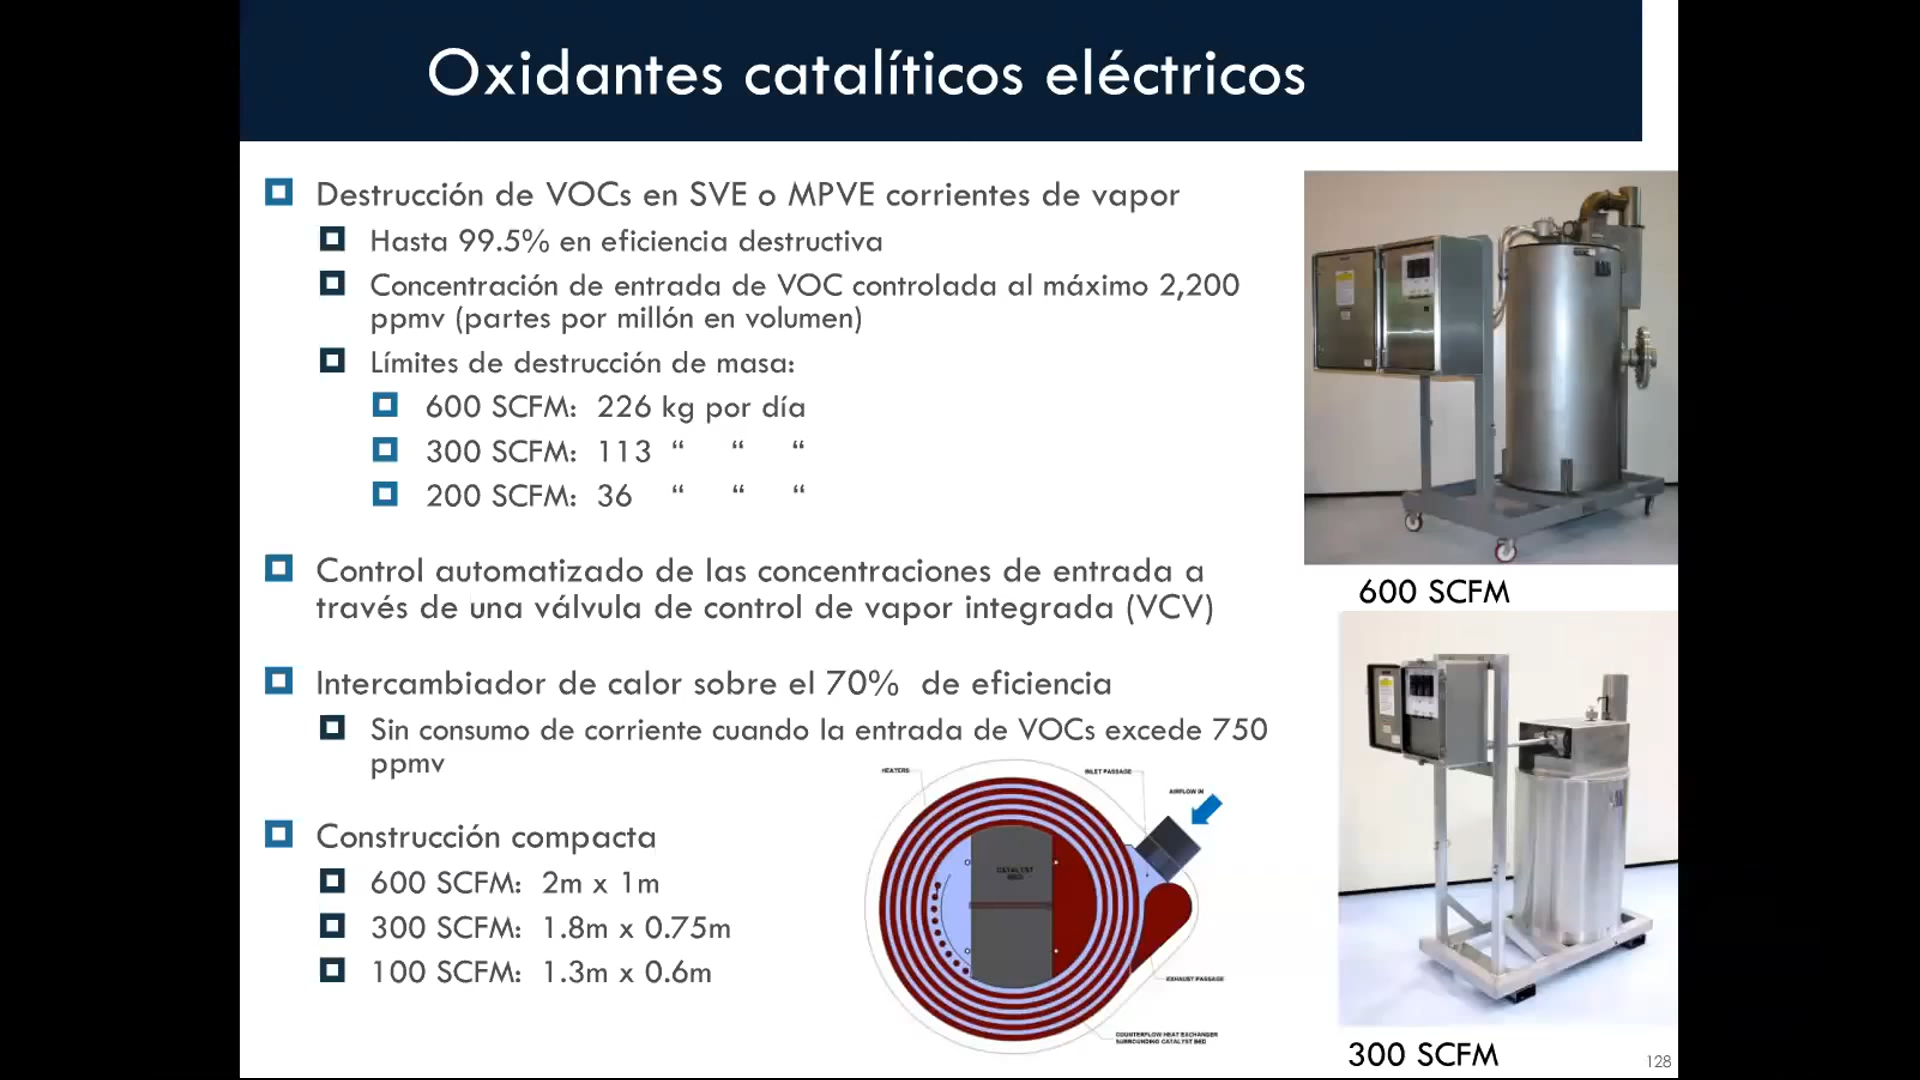 Oxidantes catalíticos eléctricos
Destrucción de VOCs en SVE o MPVE corrientes de vapor
Hasta 99.5% en eficiencia destructiva
Concentración de entrada de VOC controlada al máximo 2,200
ppmv (partes por millón en volumen)
Límites de destrucción de masa:
600 SCFM: 226 kg por día
300 SCFM: 113 “ “ “
200 SCFM: 36 “ “ “
Control automatizado de las concentraciones de entrada a
través de una válvula de control de vapor integrada (VCV)
Intercambiador de calor sobre el 70% de eficiencia
Sin consumo de corriente cuando la entrada de VOCs excede 750
ppmv
Construcción compacta
600 SCFM: 2m x 1m
300 SCFM: 1.8m x 0.75m
100 SCFM: 1.3m x 0.6m
HEATERS
INLET PASSAGE
AIRFLOW IN
CATALYST
BED
EXHAUST PASSAGE
COUNTERFLOW HEAT EXCHANGER
SURROUNDING CATALYST BED
600 SCFM
300 SCFM
128